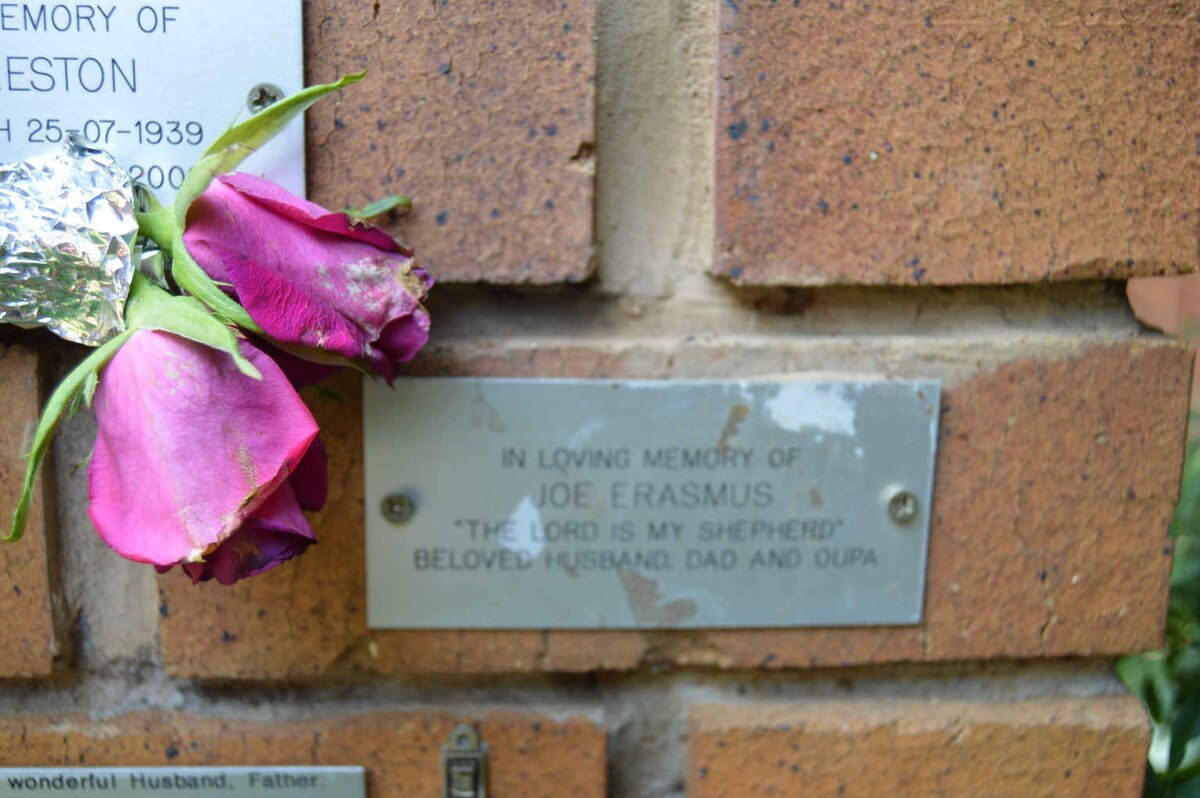 EMORY OF
ESTON
H 25-07-1939
200
IN LOVING MEMORY OF
JOE ERASMUS
"THE LORD IS MY SHEPHERD"
BELOVED HUSBAND, DAD AND OUPA
wonderful Husband, Father